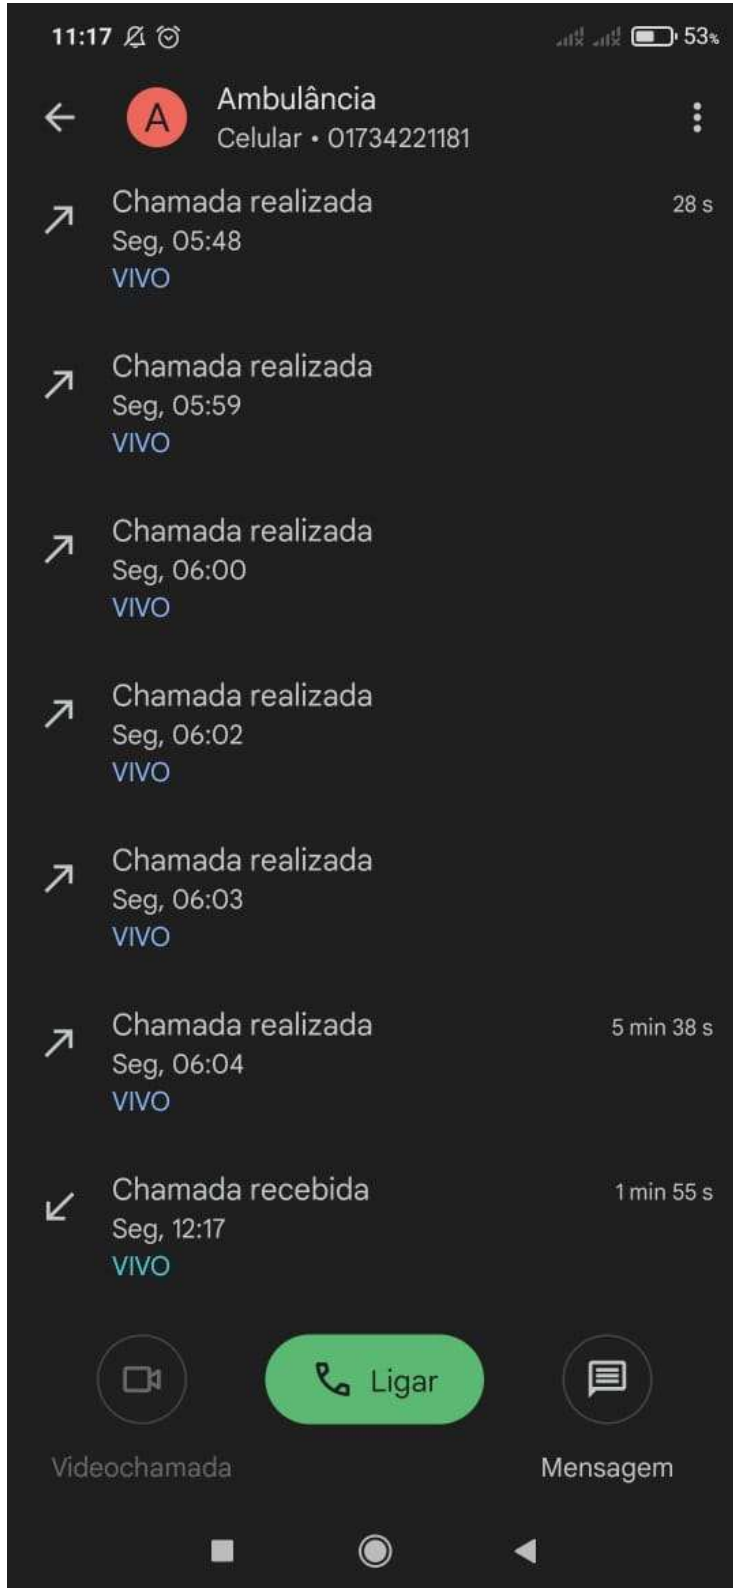 11:17 53%
A
Ambulância
Celular • 01734221181
Chamada realizada 28 s
Seg, 05:48
VIVO
Chamada realizada
Seg, 05:59
VIVO
Chamada realizada
Seg, 06:00
VIVO
Chamada realizada
Seg, 06:02
VIVO
Chamada realizada
Seg, 06:03
VIVO
Chamada realizada 5 min 38 s
Seg, 06:04
VIVO
Chamada recebida 1 min 55 s
Seg, 12:17
VIVO
Ligar
Videochamada Mensagem